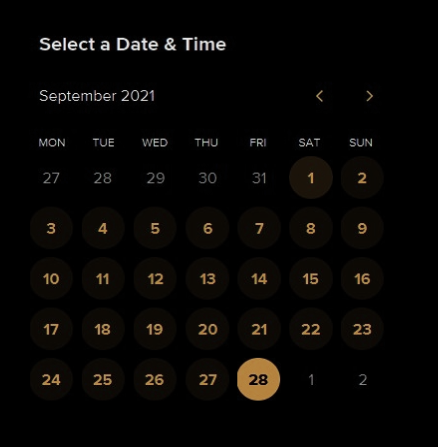 Select a Date & Time
September 2021
MON TUE WED THU FRI SAT SUN
27 28 29 30 31 1 2
3 4 5 6 7 8 9
10 11 12 13 14 15 16
17 18 19 20 21 22 23
24 25 26 27 28 1 2